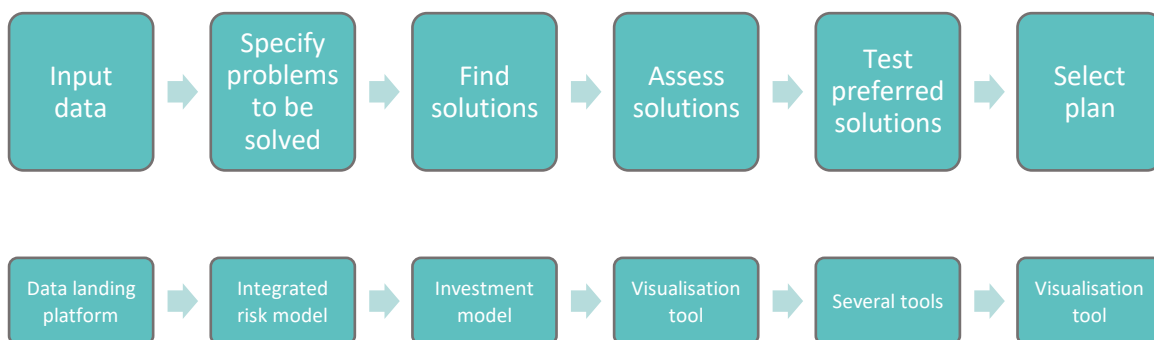 Input
data
Specify
problems
to be
solved
Find
solutions
Assess
solutions
Test
preferred
solutions
Select
plan
Data landing
platform
Integrated
risk model
Investment
model
Visualisation
tool
Several tools
Visualisation
tool